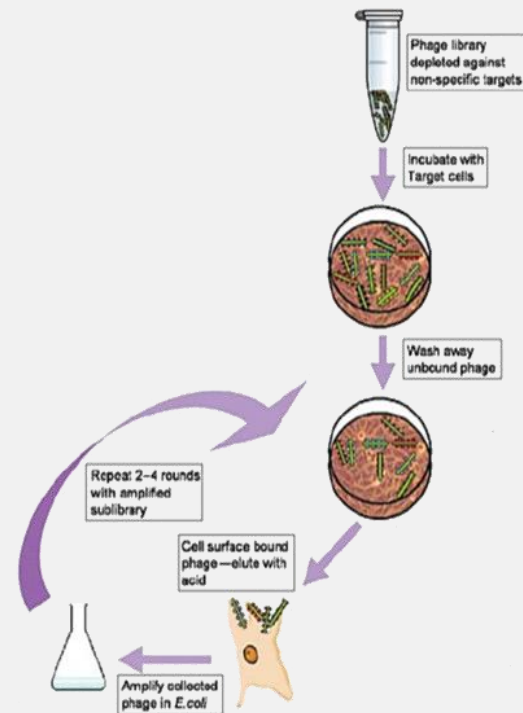 Phage library
depleted against
non-specific targets
Incubate with
Target cells
Wash away
unbound phage
Repeat 2–4 rounds
with amplified
sublibrary
Cell surface bound
phage—elute with
acid
Amplify collected
phage in E.coli